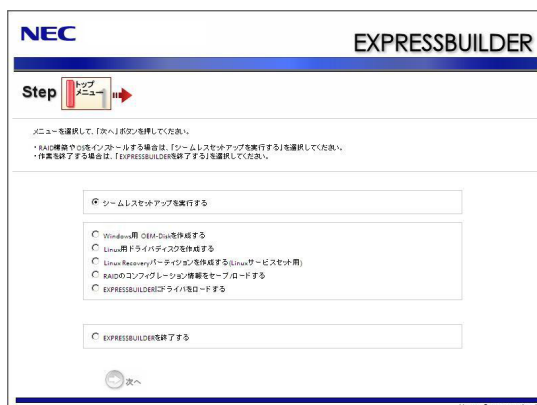 NEC
EXPRESSBUILDER
Step
トップ
メニュー
メニューを選択して、「次へ」ボタンを押してください。
・RAID構築やOSをインストールする場合は、「シームレスセットアップを実行する」を選択してください。
・作業を終了する場合は、「EXPRESSBUILDERを終了する」を選択してください。
シームレスセットアップを実行する
Windows用 OEM-Diskを作成する
Linux用ドライバディスクを作成する
Linux Recoveryパーティションを作成する(Linuxサービスセット用)
RAIDのコンフィグレーション情報をセーブ/ロードする
EXPRESSBUILDERにドライバをロードする
EXPRESSBUILDERを終了する
次へ